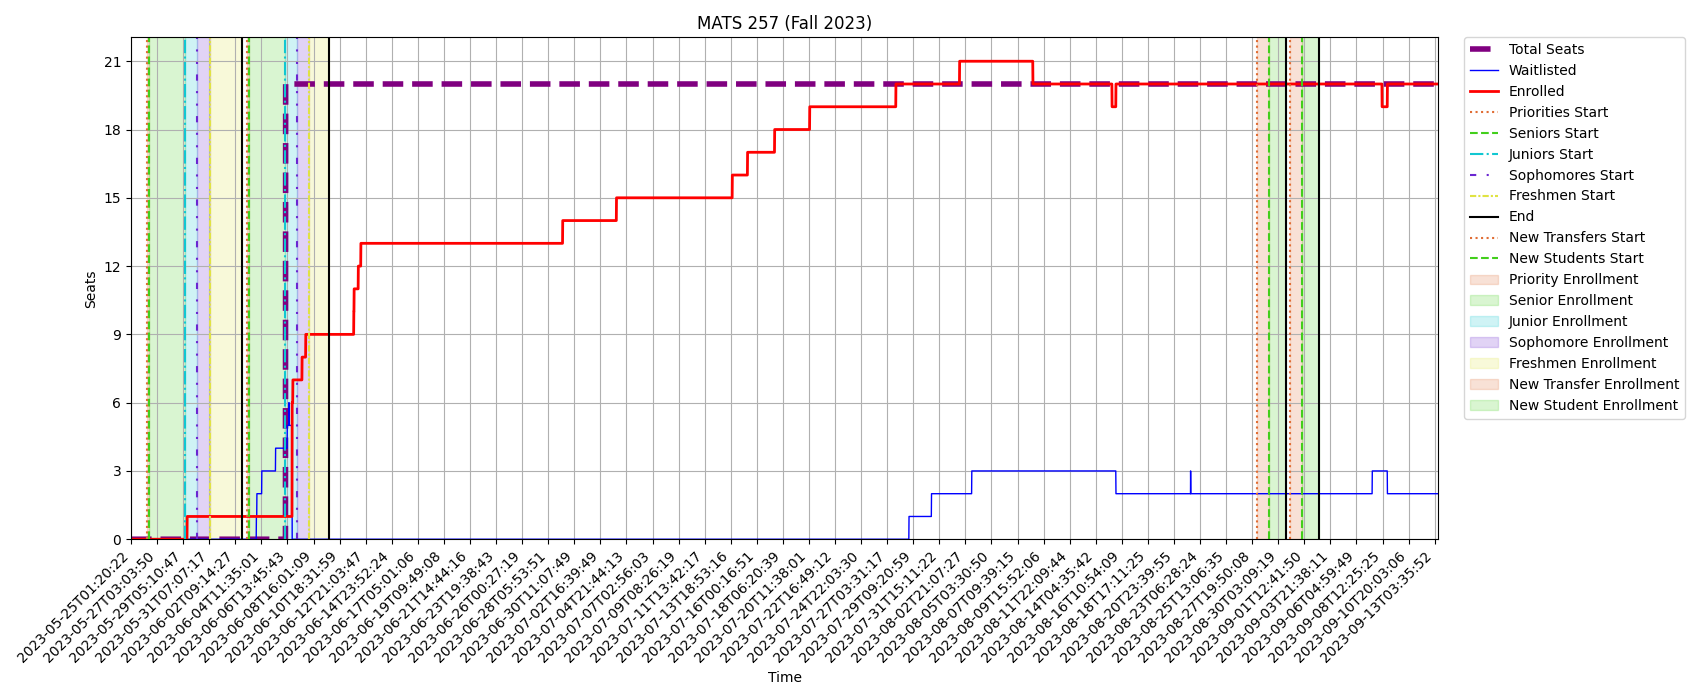 MATS 257 (Fall 2023)
Seats
21
18
15
12
9
6
3
0
2023-05-25T01:20:22
2023-05-27T03:03:50
2023-05-29T05:10:47
2023-05-31T07:07:17
2023-06-02T09:14:27
2023-06-04T11:35:01
2023-06-06T13:45:43
2023-06-08T16:01:09
2023-06-10T18:31:59
2023-06-12T21:03:47
2023-06-14T23:52:24
2023-06-17T05:01:06
2023-06-19T09:49:08
2023-06-21T14:44:16
2023-06-23T19:38:43
2023-06-26T00:27:19
2023-06-28T05:53:51
2023-06-30T11:07:49
2023-07-02T16:39:49
2023-07-04T21:44:13
2023-07-07T02:56:03
2023-07-09T08:26:19
2023-07-11T13:42:17
2023-07-13T18:53:16
2023-07-16T00:16:51
2023-07-18T06:20:39
2023-07-20T11:38:01
2023-07-22T16:49:12
2023-07-24T22:03:30
2023-07-27T03:31:17
2023-07-29T09:20:59
2023-07-31T15:11:22
2023-08-02T21:07:27
2023-08-05T03:30:50
2023-08-07T09:39:15
2023-08-09T15:52:06
2023-08-11T22:09:44
2023-08-14T04:35:42
2023-08-16T10:54:09
2023-08-18T17:11:25
2023-08-20T23:39:55
2023-08-23T06:28:24
2023-08-25T13:06:35
2023-08-27T19:50:08
2023-08-30T03:09:19
2023-09-01T12:41:50
2023-09-03T21:38:11
2023-09-06T04:59:49
2023-09-08T12:25:25
2023-09-10T20:03:06
2023-09-13T03:35:52
Time
Total Seats
Waitlisted
Enrolled
Priorities Start
Seniors Start
Juniors Start
Sophomores Start
Freshmen Start
End
New Transfers Start
New Students Start
Priority Enrollment
Senior Enrollment
Junior Enrollment
Sophomore Enrollment
Freshmen Enrollment
New Transfer Enrollment
New Student Enrollment